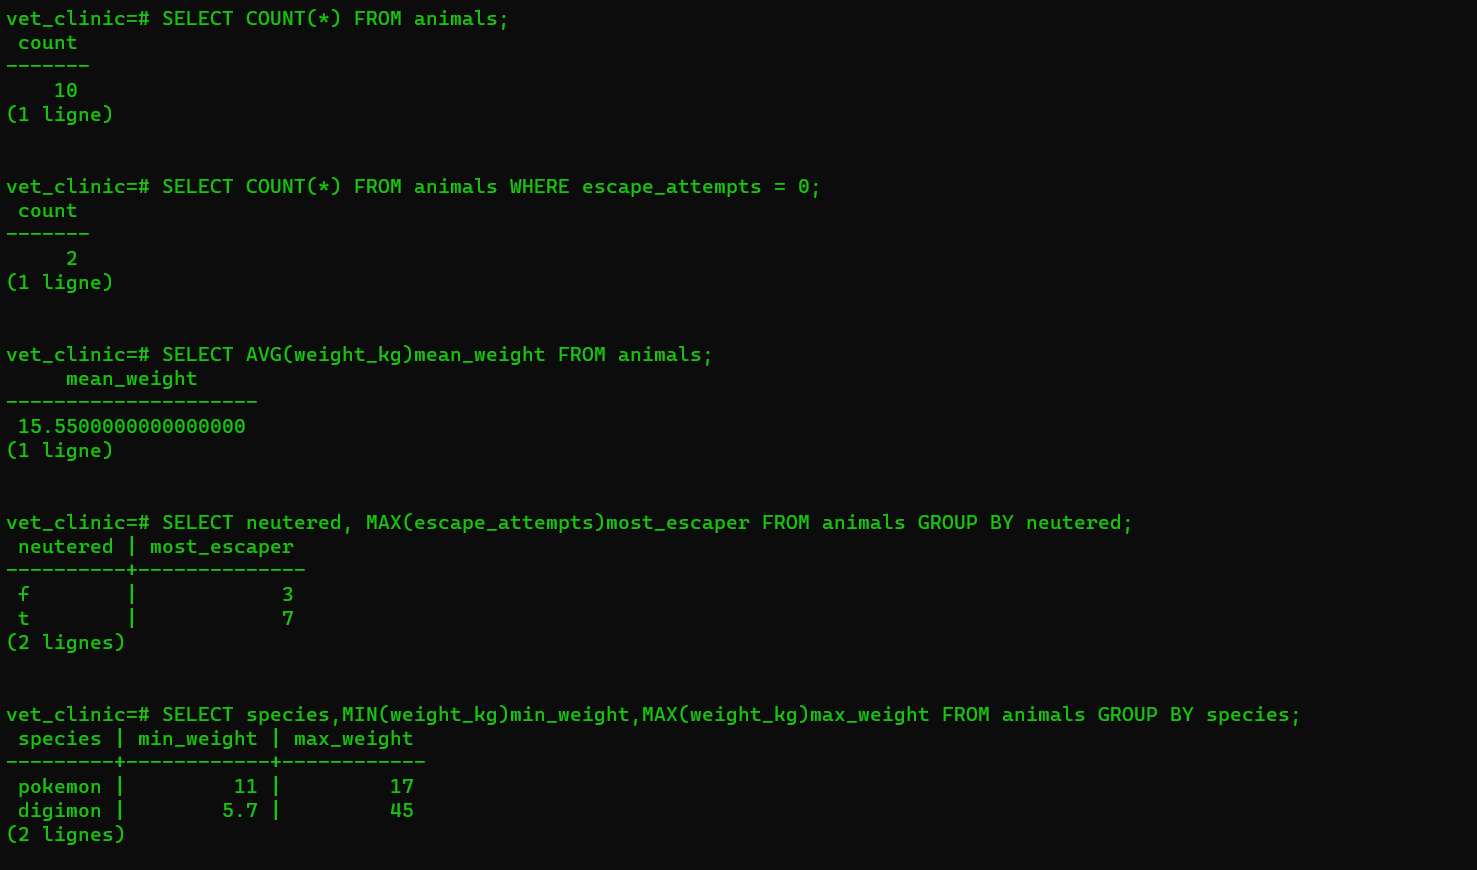 vet_clinic=# SELECT COUNT(*) FROM animals;
 count
-------
    10
(1 ligne)
vet_clinic=# SELECT COUNT(*) FROM animals WHERE escape_attempts = 0;
 count
-------
     2
(1 ligne)
vet_clinic=# SELECT AVG(weight_kg)mean_weight FROM animals;
     mean_weight
---------------------
 15.5500000000000000
(1 ligne)
vet_clinic=# SELECT neutered, MAX(escape_attempts)most_escaper FROM animals GROUP BY neutered;
 neutered | most_escaper
----------+--------------
 f        |            3
 t        |            7
(2 lignes)
vet_clinic=# SELECT species,MIN(weight_kg)min_weight,MAX(weight_kg)max_weight FROM animals GROUP BY species;
 species | min_weight | max_weight
---------+------------+------------
 pokemon |         11 |         17
 digimon |        5.7 |         45
(2 lignes)